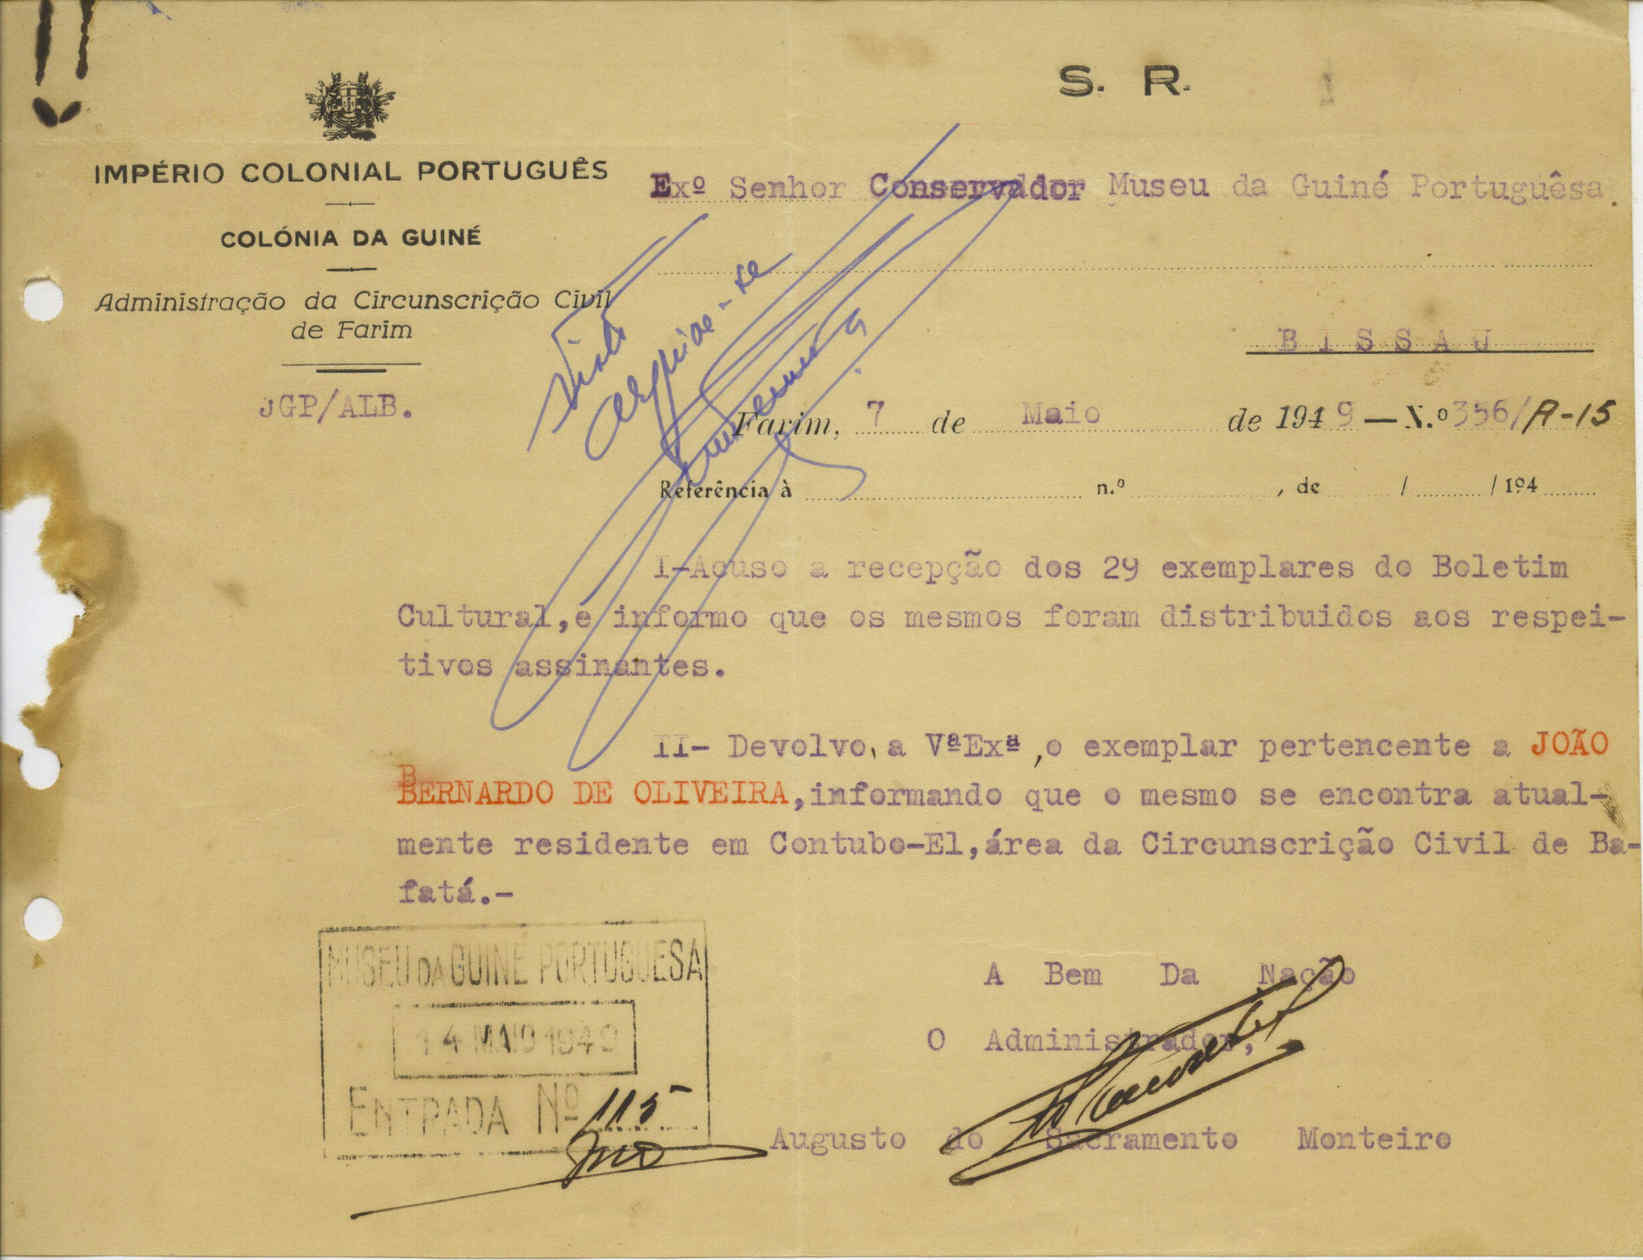 S. R.
IMPÉRIO COLONIAL PORTUGUÊS
COLÓNIA DA GUINÉ
Administração da Circunscrição Civil
de Farim
JGP/ALB.
Exº Senhor Conservador Museu da Guiné Portuguêsa.
BISSAU
Visto
Arquive-se
Farim, 7 de Maio de 1949 — N.º 356/A-15
Referência à n.º , de / / 194
I-Acuso a recepção dos 29 exemplares do Boletim
Cultural,e informo que os mesmos foram distribuidos aos respei-
tivos assinantes.
II- Devolvo, a VªExª ,o exemplar pertencente a JOÃO
BERNARDO DE OLIVEIRA,informando que o mesmo se encontra atual-
mente residente em Contubo-El,área da Circunscrição Civil de Ba-
fatá.-
A Bem Da Nação
O Administrador,
Augusto do Sacramento Monteiro
MUSEU DA GUINÉ PORTUGUESA
14 MAIO 1949
ENTRADA Nº 115